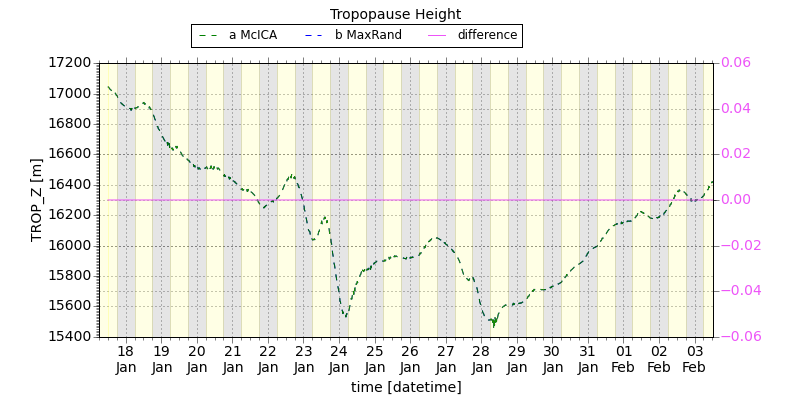 Tropopause Height
a McICA b MaxRand difference
17200
17000
16800
16600
16400
16200
16000
15800
15600
15400
TROP_Z [m]
0.06
0.04
0.02
0.00
−0.02
−0.04
−0.06
18 19 20 21 22 23 24 25 26 27 28 29 30 31 01 02 03
Jan Jan Jan Jan Jan Jan Jan Jan Jan Jan Jan Jan Jan Jan Feb Feb Feb
time [datetime]